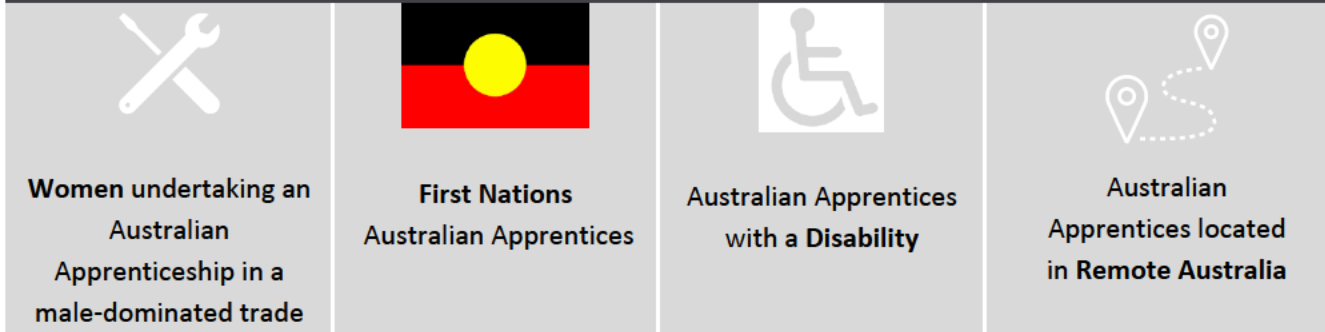 Women undertaking an
Australian
Apprenticeship in a
male-dominated trade
First Nations
Australian Apprentices
Australian Apprentices
with a Disability
Australian
Apprentices located
in Remote Australia